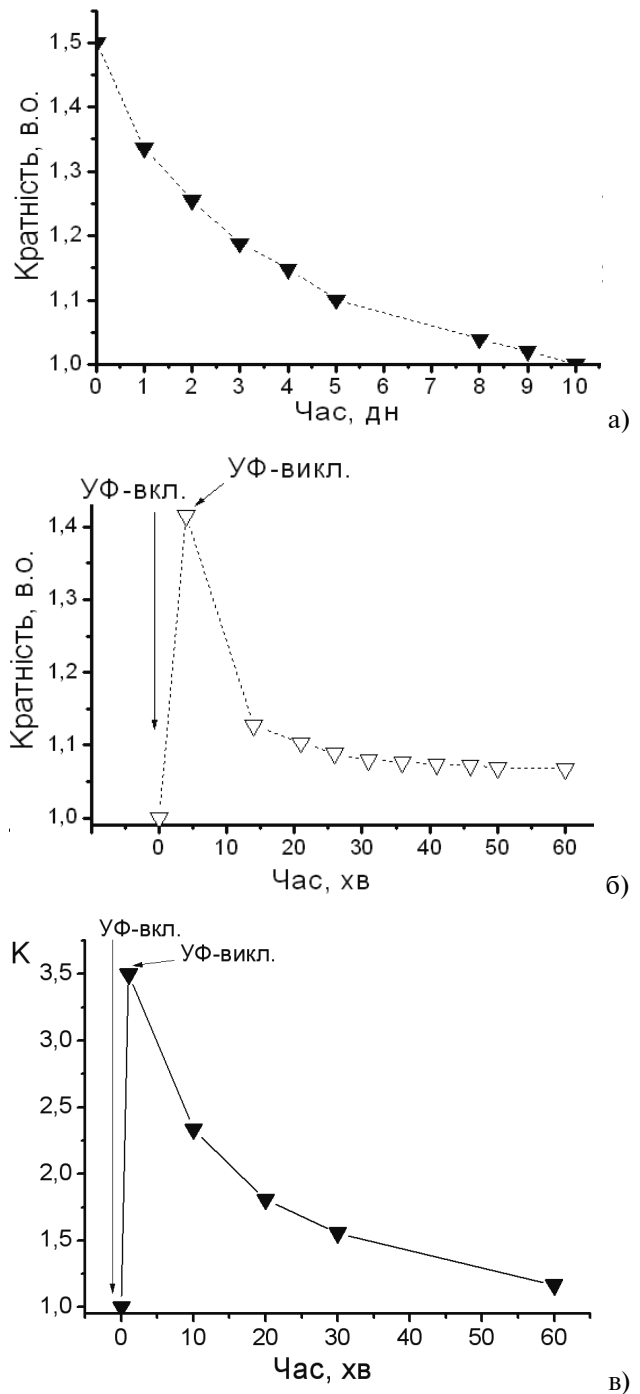 Кратність, в.о.
1,5
1,4
1,3
1,2
1,1
1,0
0 1 2 3 4 5 6 7 8 9 10
Час, дн
а)
УФ-вкл.
УФ-викл.
Кратність, в.о.
1,4
1,3
1,2
1,1
1,0
0 10 20 30 40 50 60
Час, хв
б)
УФ-вкл.
УФ-викл.
K
3,5
3,0
2,5
2,0
1,5
1,0
0 10 20 30 40 50 60
Час, хв
в)